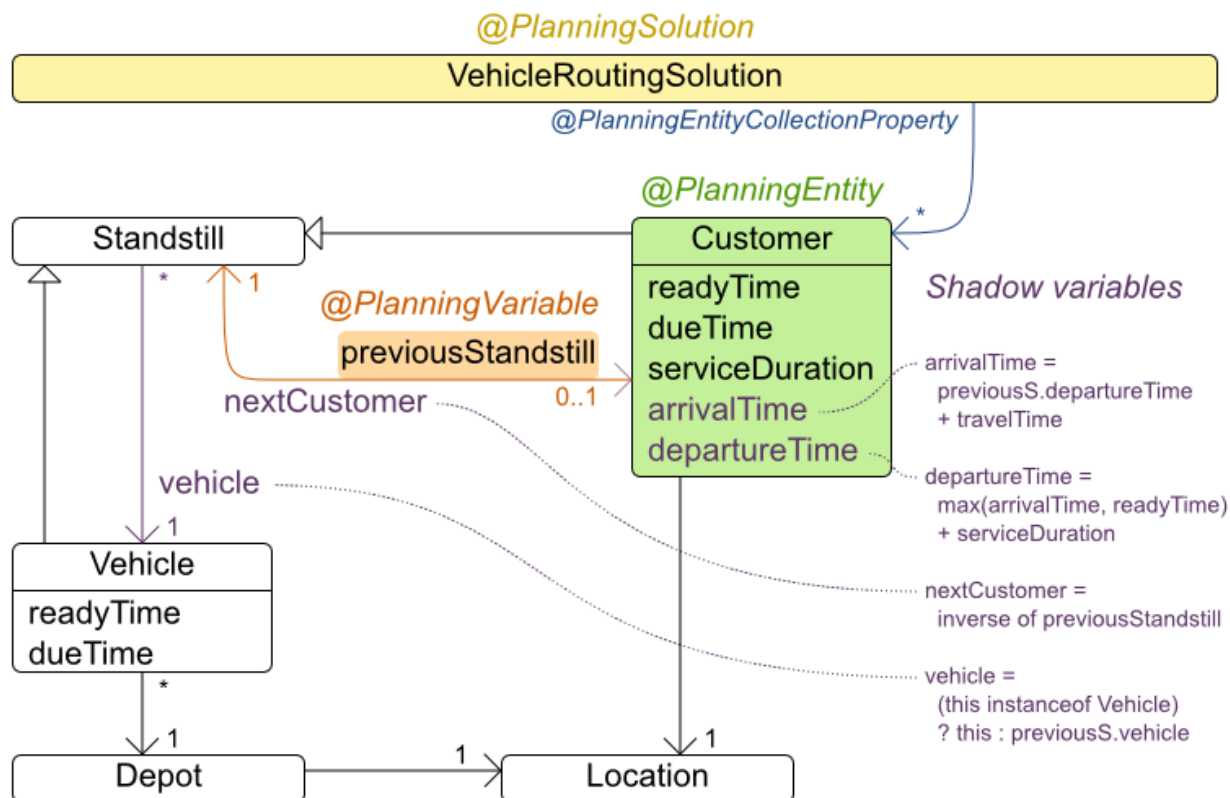 @PlanningSolution
VehicleRoutingSolution
@PlanningEntityCollectionProperty
@PlanningEntity
*
Standstill
Customer
*
1
@PlanningVariable
previousStandstill
0..1
nextCustomer
readyTime
dueTime
serviceDuration
arrivalTime
departureTime
Shadow variables
arrivalTime =
previousS.departureTime
+ travelTime
departureTime =
max(arrivalTime, readyTime)
+ serviceDuration
nextCustomer =
inverse of previousStandstill
vehicle =
(this instanceof Vehicle)
? this : previousS.vehicle
vehicle
1
Vehicle
readyTime
dueTime
*
1
Depot
1
Location
1